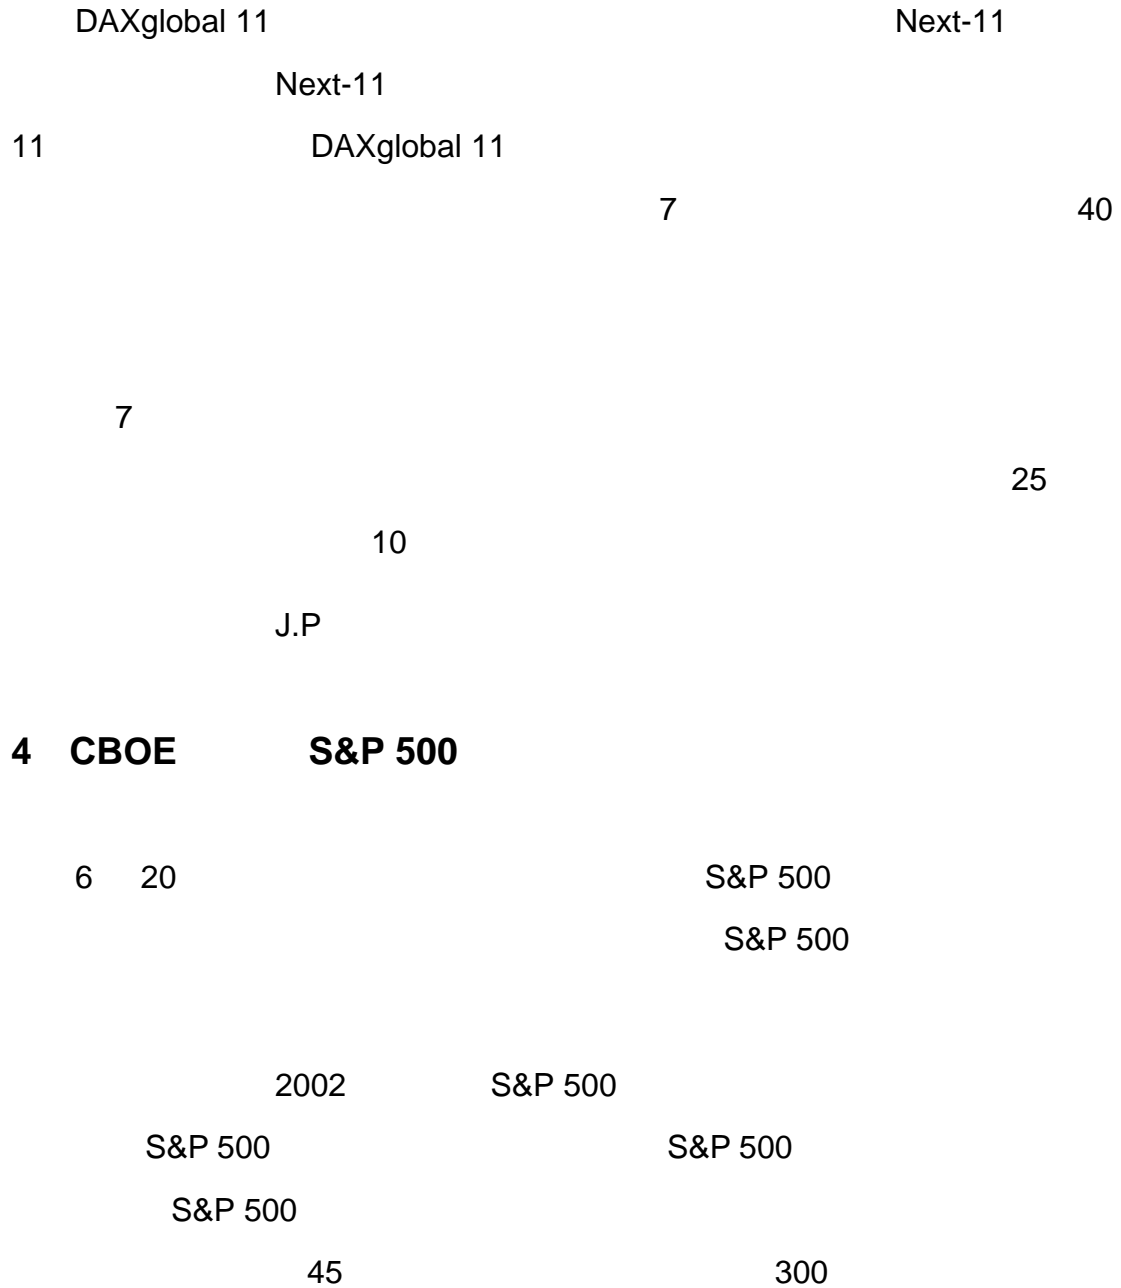 DAXglobal 11 Next-11
Next-11
11 DAXglobal 11
7 40
7
25
10
J.P
4 CBOE S&P 500
6 20 S&P 500
S&P 500
2002 S&P 500
S&P 500 S&P 500
S&P 500
45 300